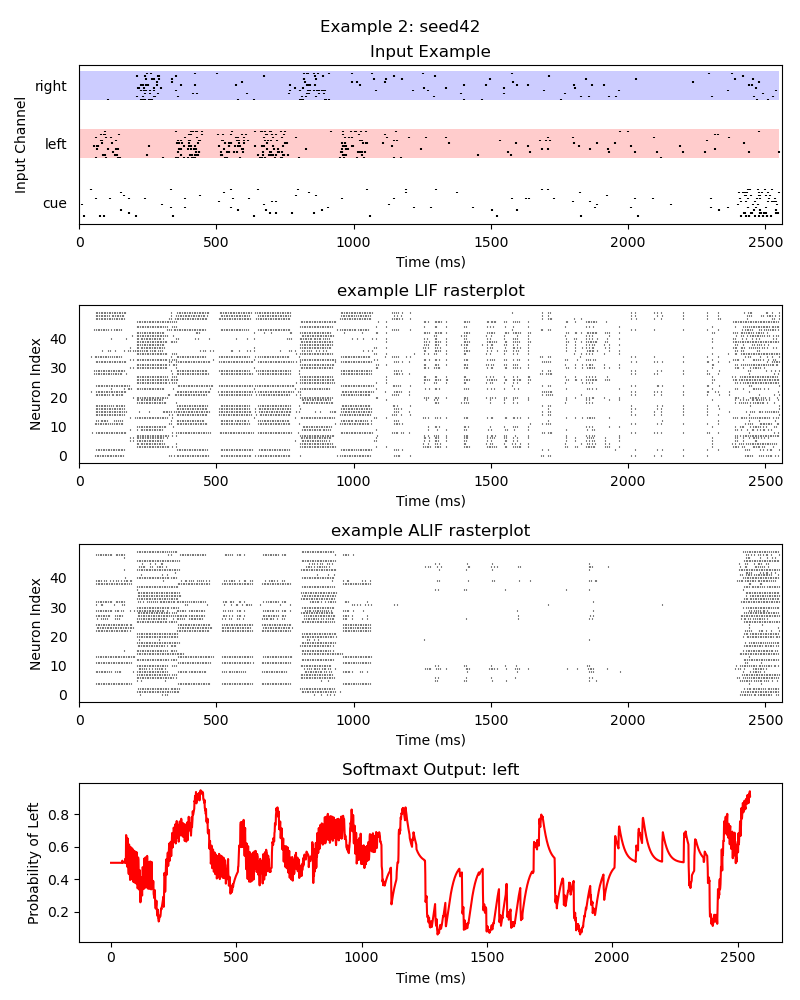 Example 2: seed42
Input Example
Input Channel
right
left
cue
0 500 1000 1500 2000 2500
Time (ms)
example LIF rasterplot
Neuron Index
40
30
20
10
0
0 500 1000 1500 2000 2500
Time (ms)
example ALIF rasterplot
Neuron Index
40
30
20
10
0
0 500 1000 1500 2000 2500
Time (ms)
Softmaxt Output: left
Probability of Left
0.8
0.6
0.4
0.2
0 500 1000 1500 2000 2500
Time (ms)